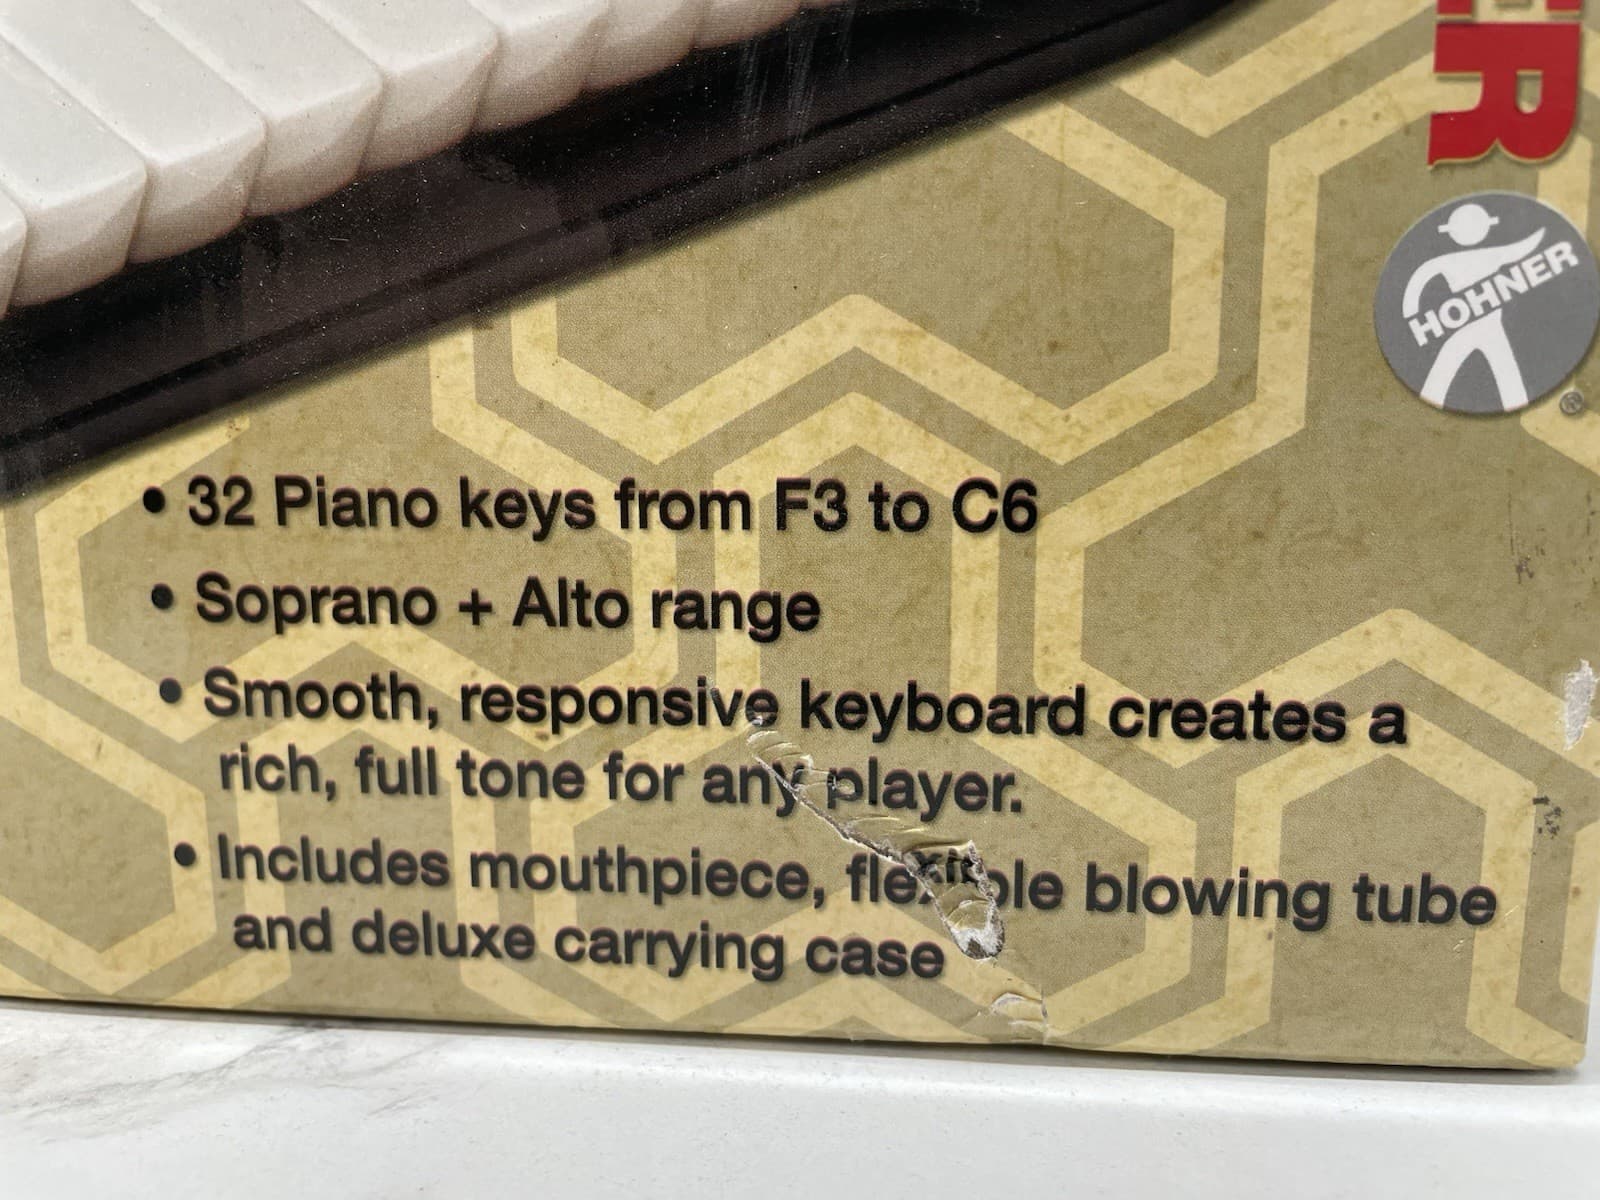 ER
HOHNER
®
• 32 Piano keys from F3 to C6
• Soprano + Alto range
• Smooth, responsive keyboard creates a
rich, full tone for any player.
• Includes mouthpiece, flexible blowing tube
and deluxe carrying case